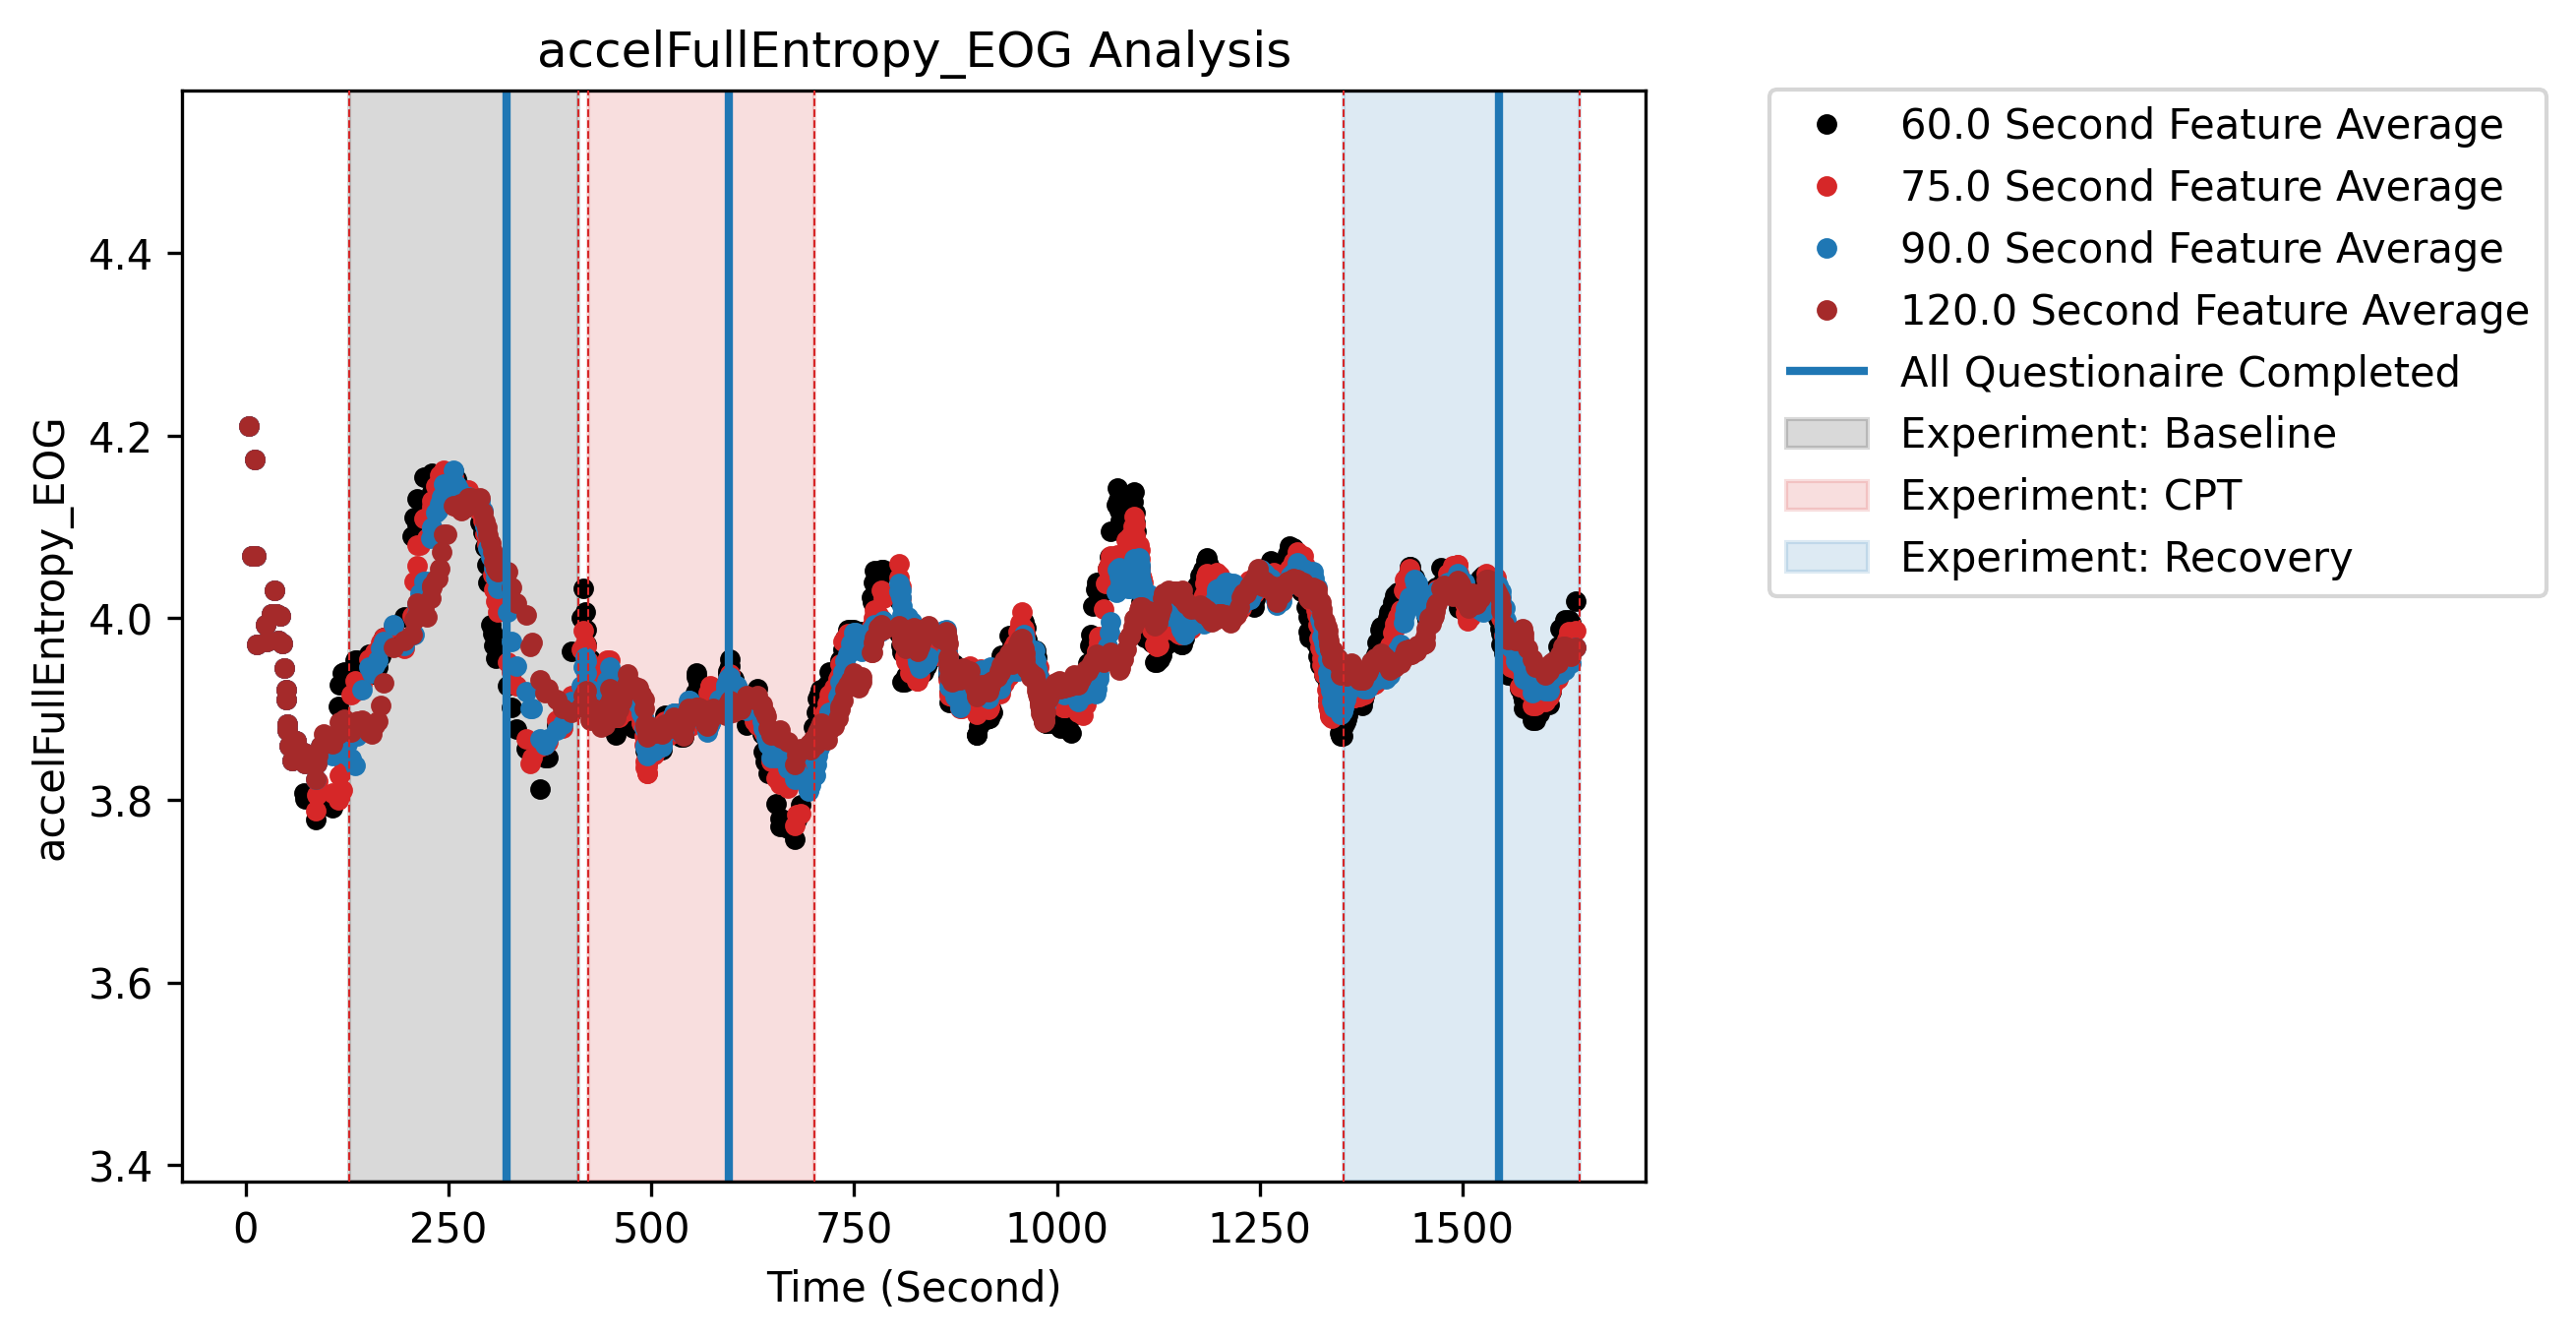 accelFullEntropy_EOG Analysis
accelFullEntropy_EOG
4.4
4.2
4.0
3.8
3.6
3.4
0 250 500 750 1000 1250 1500
Time (Second)
60.0 Second Feature Average
75.0 Second Feature Average
90.0 Second Feature Average
120.0 Second Feature Average
All Questionaire Completed
Experiment: Baseline
Experiment: CPT
Experiment: Recovery